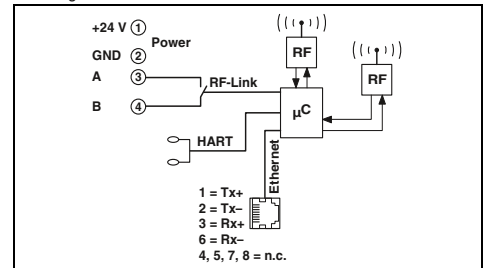 +24 V 1
Power
GND 2
A 3
RF-Link
B 4
RF
RF
µC
HART
Ethernet
1 = Tx+
2 = Tx–
3 = Rx+
6 = Rx–
4, 5, 7, 8 = n.c.